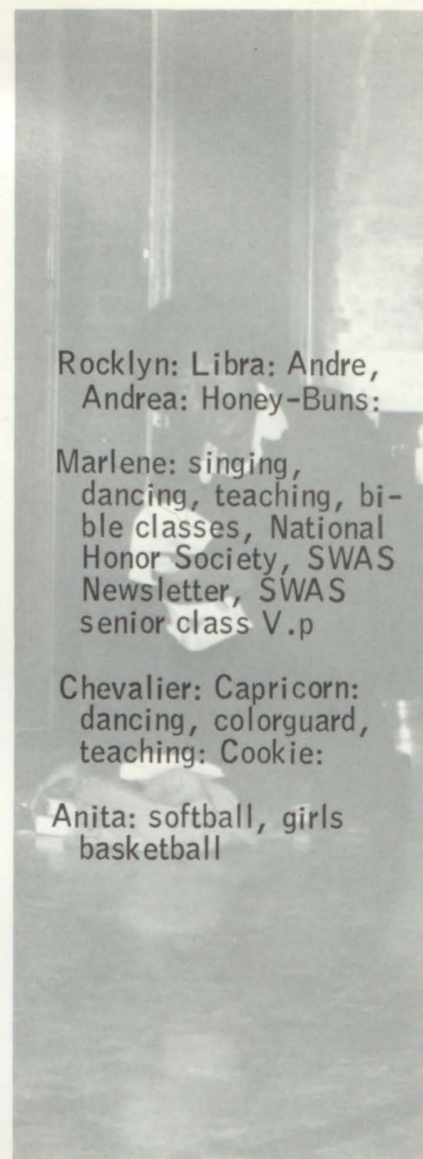 Rocklyn: Libra: Andre,
Andrea: Honey-Buns:
Marlene: singing,
dancing, teaching, bi-
ble classes, National
Honor Society, SWAS
Newsletter, SWAS
senior class V.p
Chevalier: Capricorn:
dancing, colorguard,
teaching: Cookie:
Anita: softball, girls
basketball